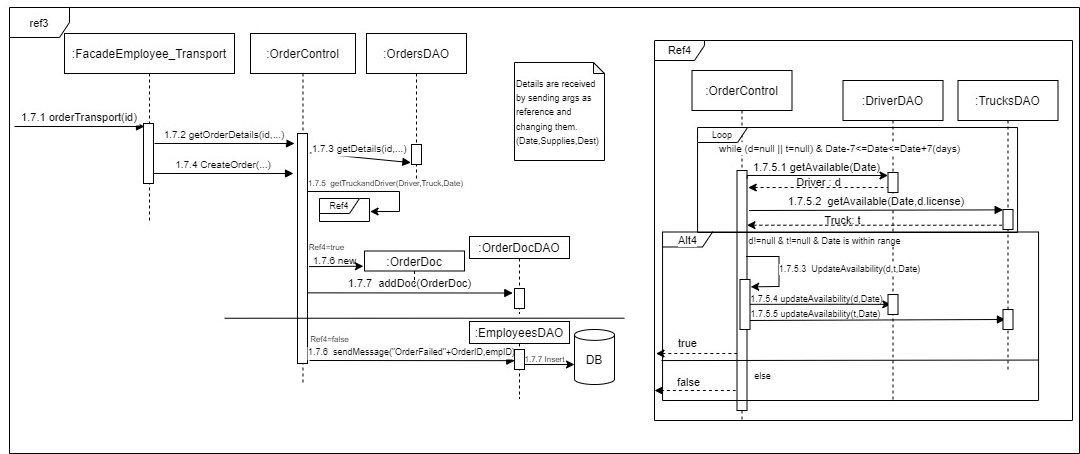 ref3
:FacadeEmployee_Transport
:OrderControl
:OrdersDAO
1.7.1 orderTransport(id)
1.7.2 getOrderDetails(id,...)
1.7.3 getDetails(id,...)
1.7.4 CreateOrder(...)
1.7.5 getTruckandDriver(Driver,Truck,Date)
Ref4
Details are received
by sending args as
reference and
changing them.
(Date,Supplies,Dest)
Ref4=true
1.7.6 new
:OrderDoc
:OrderDocDAO
1.7.7 addDoc(OrderDoc)
Ref4=false
1.7.6 sendMessage("OrderFailed"+OrderID,empID)
:EmployeesDAO
1.7.7 Insert
DB
Ref4
:OrderControl
:DriverDAO
:TrucksDAO
Loop
while (d=null || t=null) & Date-7<=Date<=Date+7(days)
1.7.5.1 getAvailable(Date)
Driver : d
1.7.5.2 getAvailable(Date,d.license)
Truck: t
Alt4
d!=null & t!=null & Date is within range
1.7.5.3 UpdateAvailability(d,t,Date)
1.7.5.4 updateAvailability(d,Date)
1.7.5.5 updateAvailability(t,Date)
true
else
false